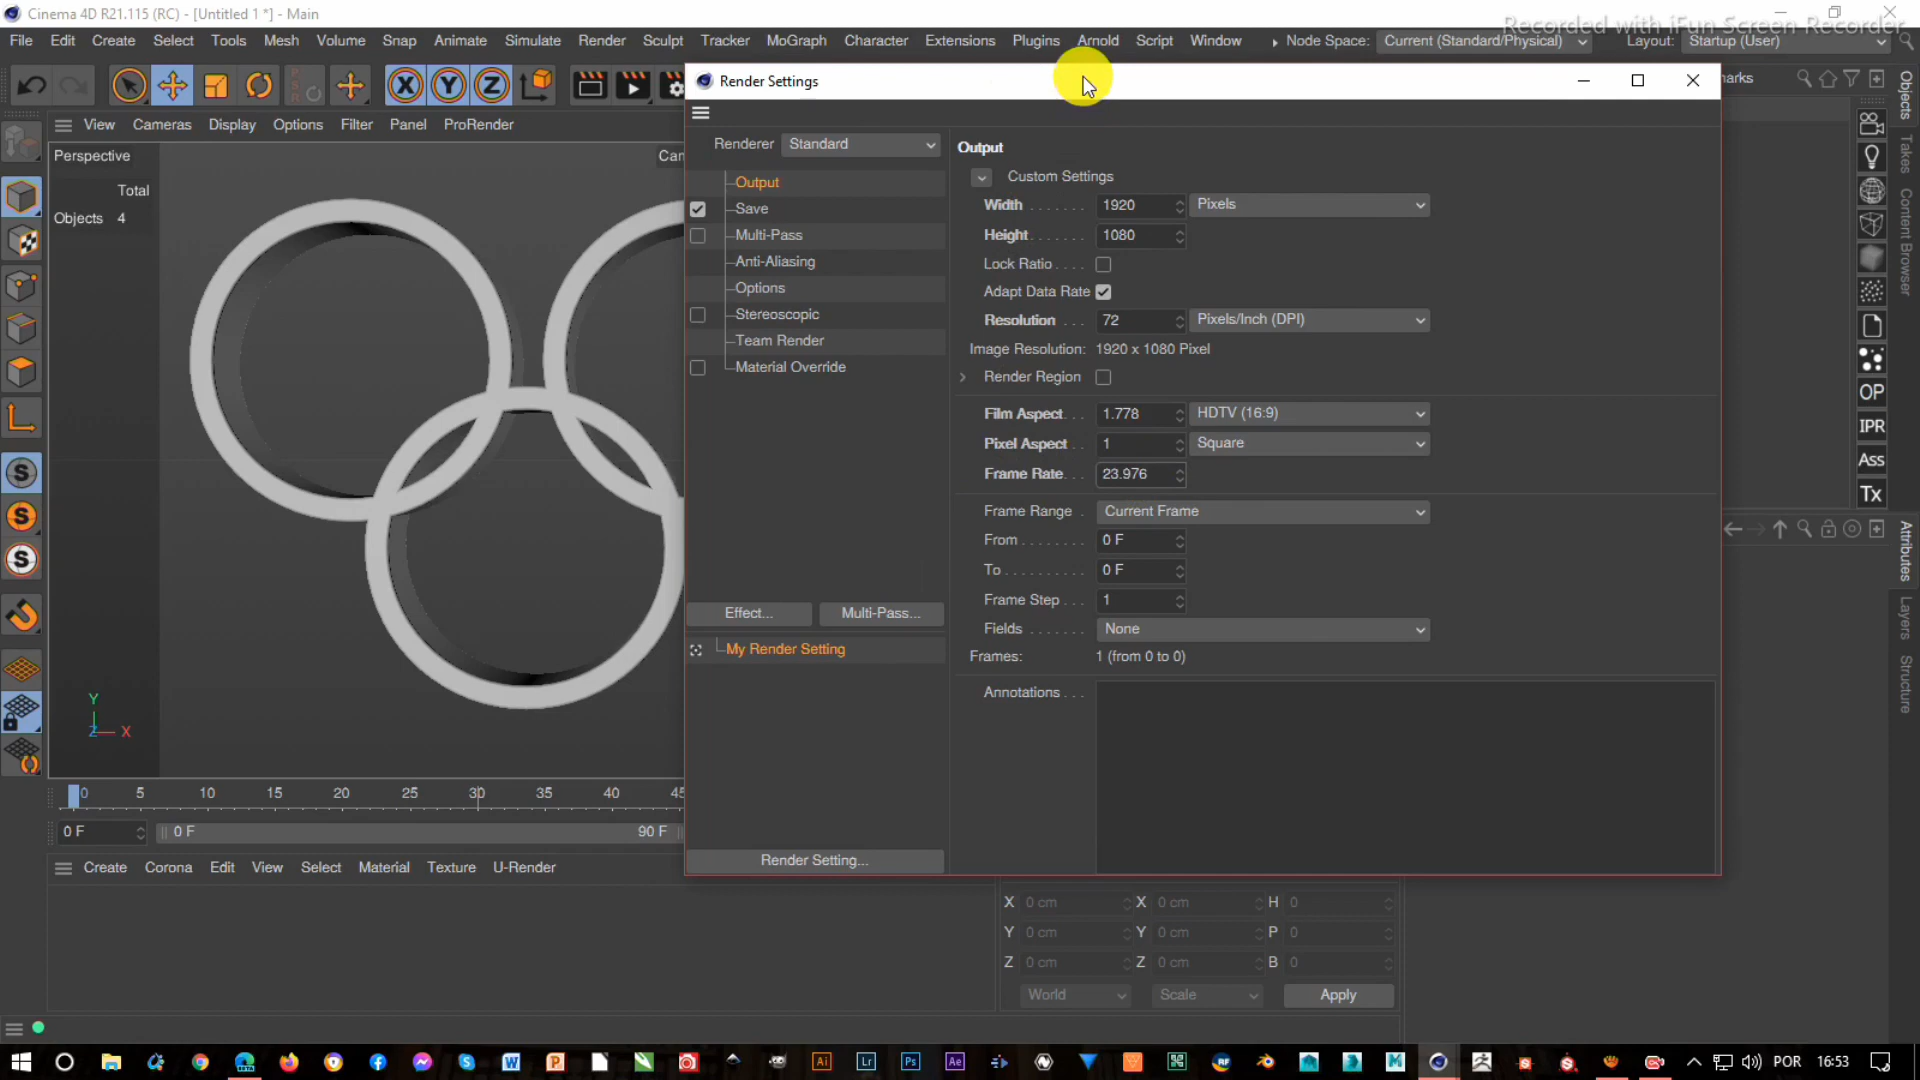 Cinema 4D R21.115 (RC) - [Untitled 1 *] - Main
Recorded with iFun Screen Recorder
File Edit Create Select Tools Mesh Volume Snap Animate Simulate Render Sculpt Tracker MoGraph Character Extensions Plugins Arnold Script Window Node Space: Current (Standard/Physical) Layout: Startup (User)
Render Settings
View Cameras Display Options Filter Panel ProRender
Perspective
Total
Objects 4
Renderer Standard
Output
Save
Multi-Pass
Anti-Aliasing
Options
Stereoscopic
Team Render
Material Override
Effect... Multi-Pass...
My Render Setting
Render Setting...
Output
Custom Settings
Width 1920 Pixels
Height 1080
Lock Ratio
Adapt Data Rate
Resolution 72 Pixels/Inch (DPI)
Image Resolution: 1920 x 1080 Pixel
Render Region
Film Aspect 1.778 HDTV (16:9)
Pixel Aspect 1 Square
Frame Rate 23.976
Frame Range Current Frame
From 0 F
To 0 F
Frame Step 1
Fields None
Frames: 1 (from 0 to 0)
Annotations
Objects
Takes
Content Browser
OP
IPR
Ass
Tx
Attributes
Layers
Structure
Y
Z X
0 5 10 15 20 25 30 35 40 45
0 F 0 F 90 F
Create Corona Edit View Select Material Texture U-Render
X 0 cm X 0 cm H 0
Y 0 cm Y 0 cm P 0
Z 0 cm Z 0 cm B 0
World Scale Apply
POR 16:53